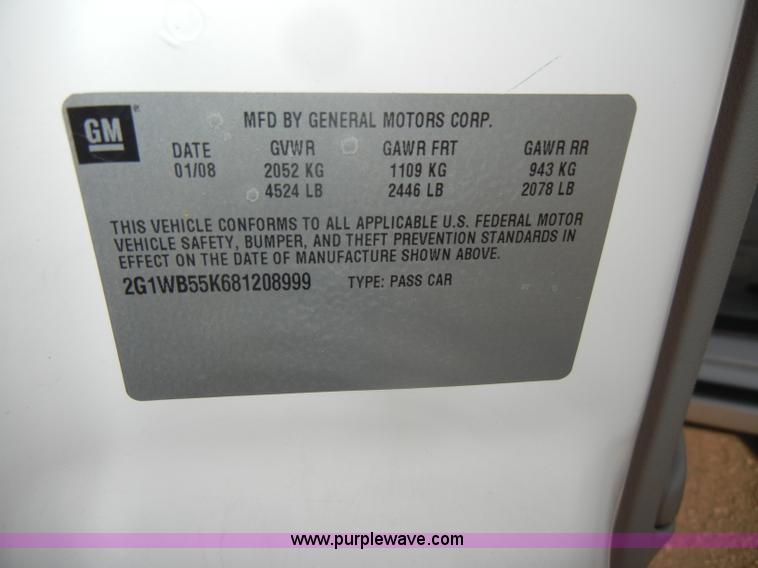 GM
MFD BY GENERAL MOTORS CORP.
DATE GVWR GAWR FRT GAWR RR
01/08 2052 KG 1109 KG 943 KG
4524 LB 2446 LB 2078 LB
THIS VEHICLE CONFORMS TO ALL APPLICABLE U.S. FEDERAL MOTOR
VEHICLE SAFETY, BUMPER, AND THEFT PREVENTION STANDARDS IN
EFFECT ON THE DATE OF MANUFACTURE SHOWN ABOVE.
2G1WB55K681208999 TYPE: PASS CAR
www.purplewave.com